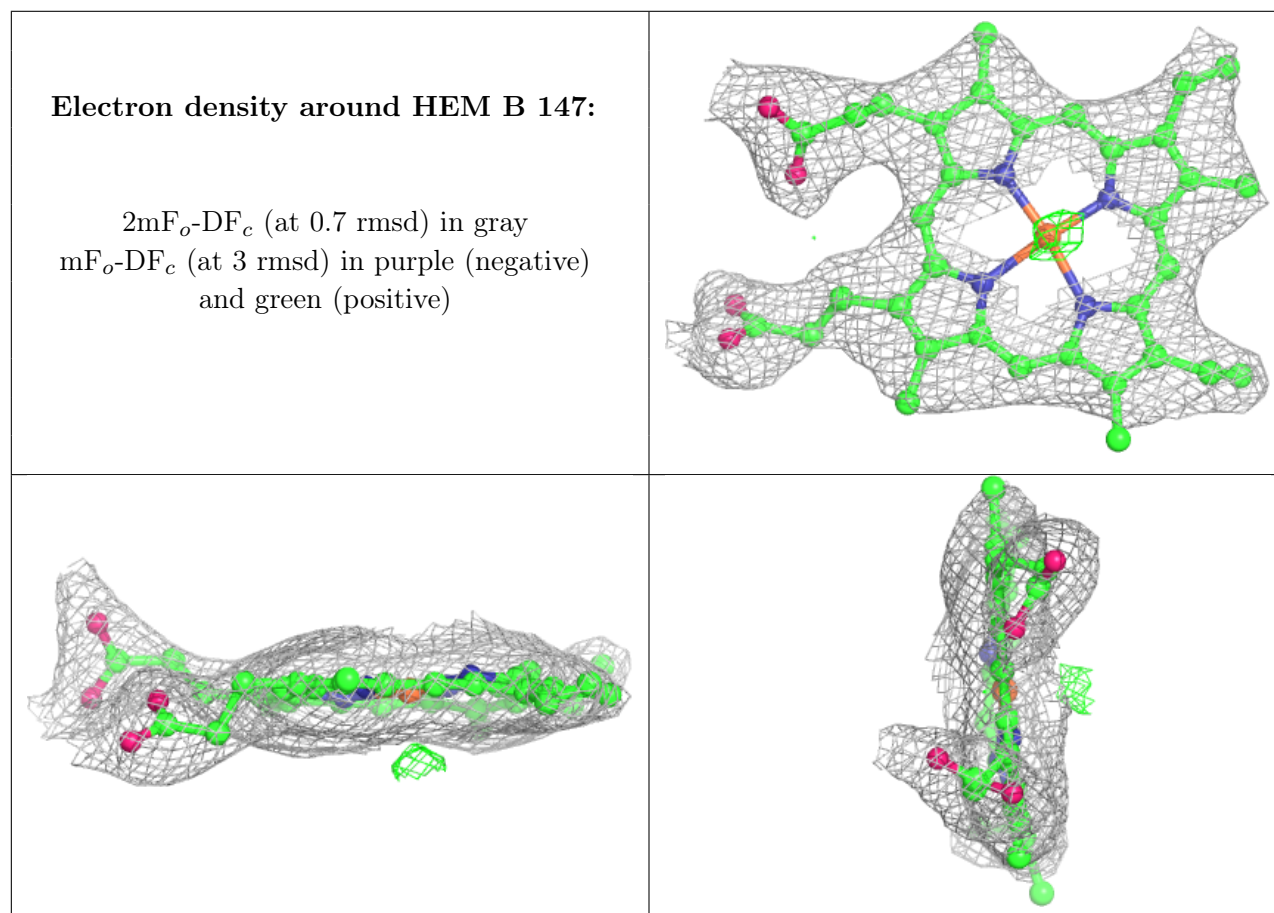 Electron density around HEM B 147:
2mFo-DFc (at 0.7 rmsd) in gray
mFo-DFc (at 3 rmsd) in purple (negative)
and green (positive)